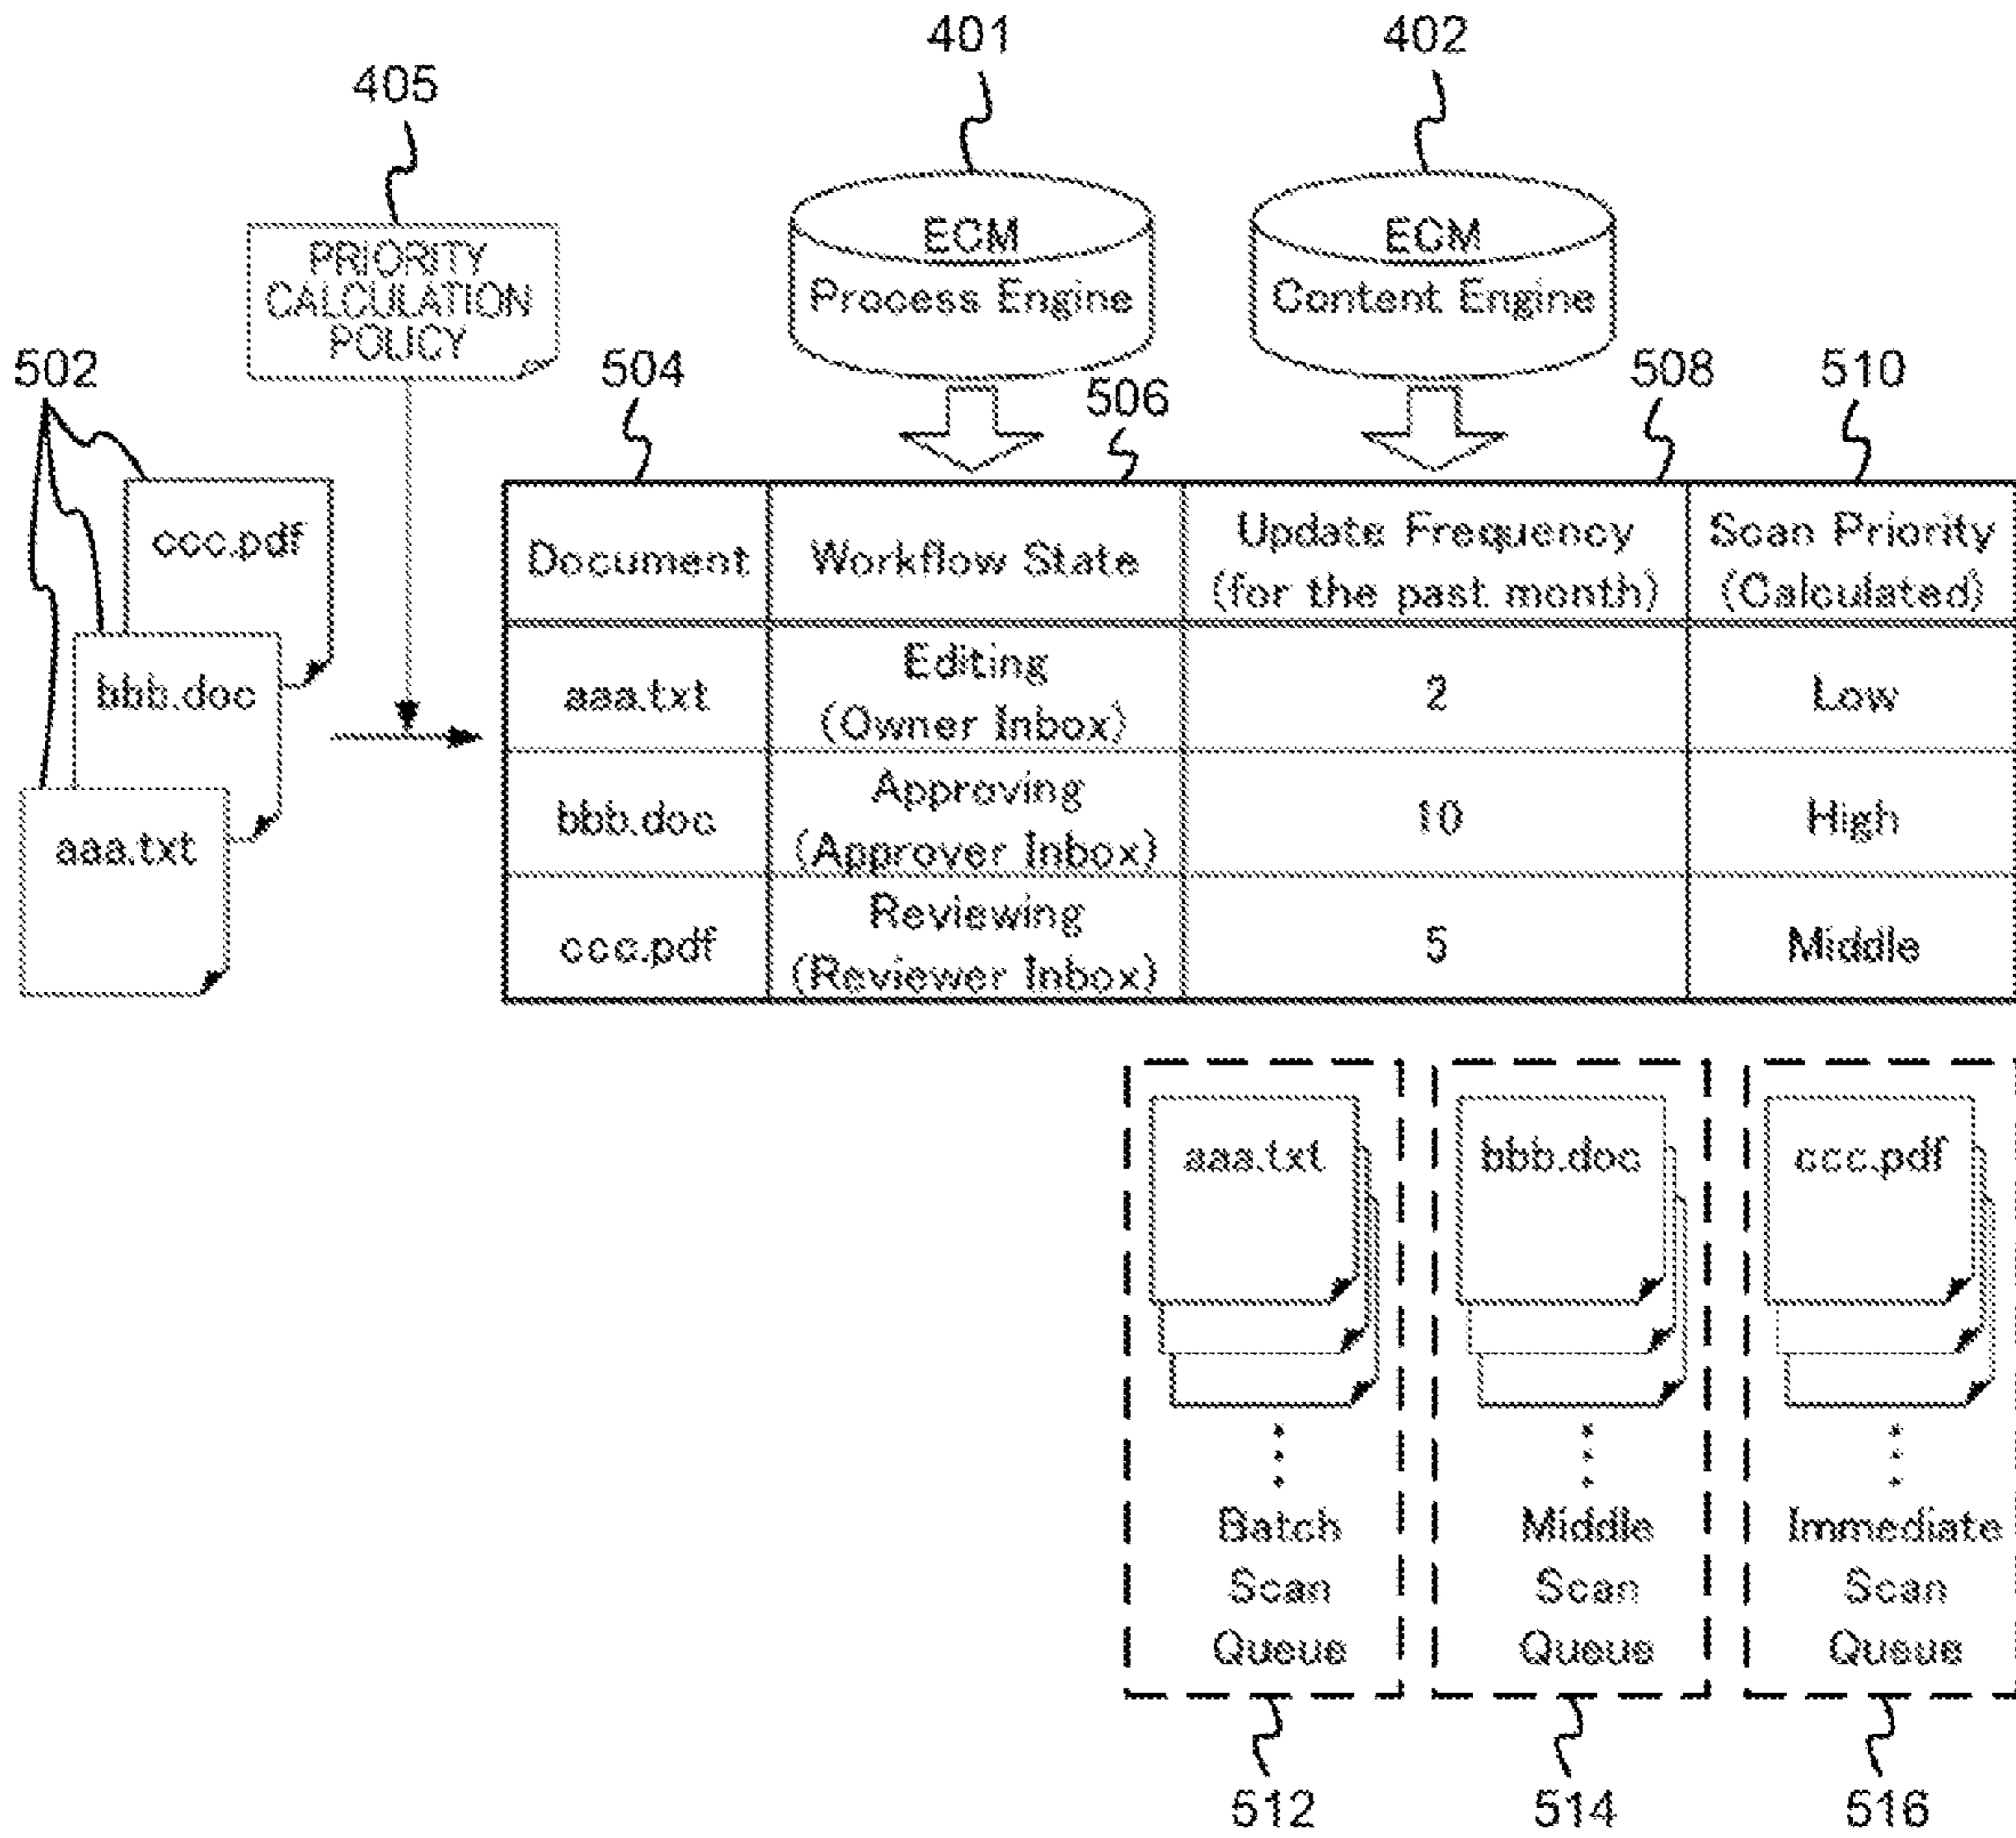 401
402
405
PRIORITY
CALCULATION
POLICY
ECM
Process Engine
ECM
Content Engine
502
504
506
508
510
ccc.pdf
bbb.doc
aaa.txt
Document
Workflow State
Update Frequency
(for the past month)
Scan Priority
(Calculated)
aaa.txt
Editing
(Owner Inbox)
2
Low
bbb.doc
Approving
(Approver Inbox)
10
High
ccc.pdf
Reviewing
(Reviewer Inbox)
5
Middle
aaa.txt
Batch
Scan
Queue
bbb.doc
Middle
Scan
Queue
ccc.pdf
Immediate
Scan
Queue
512
514
516